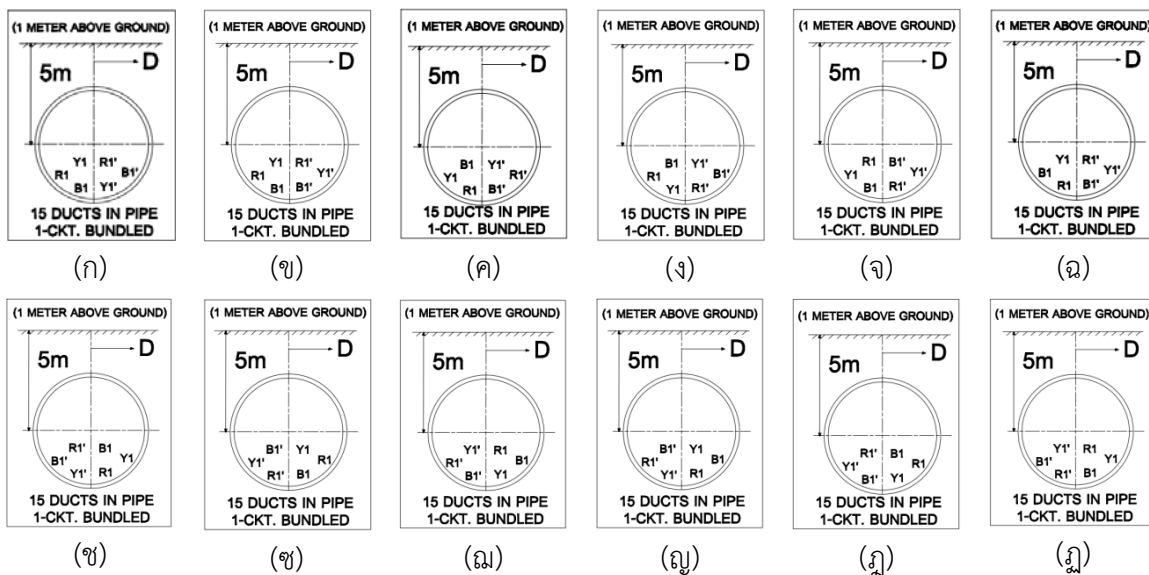 (1 METER ABOVE GROUND)
D
5m
Y1 R1'
R1 B1'
B1 Y1'
15 DUCTS IN PIPE
1-CKT. BUNDLED
(ก)
(1 METER ABOVE GROUND)
D
5m
Y1 R1'
R1 Y1'
B1 B1'
15 DUCTS IN PIPE
1-CKT. BUNDLED
(ข)
(1 METER ABOVE GROUND)
D
5m
B1 Y1'
Y1 R1'
R1 B1'
15 DUCTS IN PIPE
1-CKT. BUNDLED
(ค)
(1 METER ABOVE GROUND)
D
5m
B1 Y1'
R1 B1'
Y1 R1'
15 DUCTS IN PIPE
1-CKT. BUNDLED
(ง)
(1 METER ABOVE GROUND)
D
5m
R1 B1'
Y1 Y1'
B1 R1'
15 DUCTS IN PIPE
1-CKT. BUNDLED
(จ)
(1 METER ABOVE GROUND)
D
5m
Y1 R1'
B1 Y1'
R1 B1'
15 DUCTS IN PIPE
1-CKT. BUNDLED
(ฉ)
(1 METER ABOVE GROUND)
D
5m
R1' B1
B1' Y1
Y1' R1
15 DUCTS IN PIPE
1-CKT. BUNDLED
(ช)
(1 METER ABOVE GROUND)
D
5m
B1' Y1
Y1' R1
R1' B1
15 DUCTS IN PIPE
1-CKT. BUNDLED
(ซ)
(1 METER ABOVE GROUND)
D
5m
Y1' R1
R1' B1
B1' Y1
15 DUCTS IN PIPE
1-CKT. BUNDLED
(ฌ)
(1 METER ABOVE GROUND)
D
5m
B1' Y1
R1' B1
Y1' R1
15 DUCTS IN PIPE
1-CKT. BUNDLED
(ญ)
(1 METER ABOVE GROUND)
D
5m
R1' B1
Y1' R1
B1' Y1
15 DUCTS IN PIPE
1-CKT. BUNDLED
(ฎ)
(1 METER ABOVE GROUND)
D
5m
Y1' R1
B1' Y1
R1' B1
15 DUCTS IN PIPE
1-CKT. BUNDLED
(ฏ)